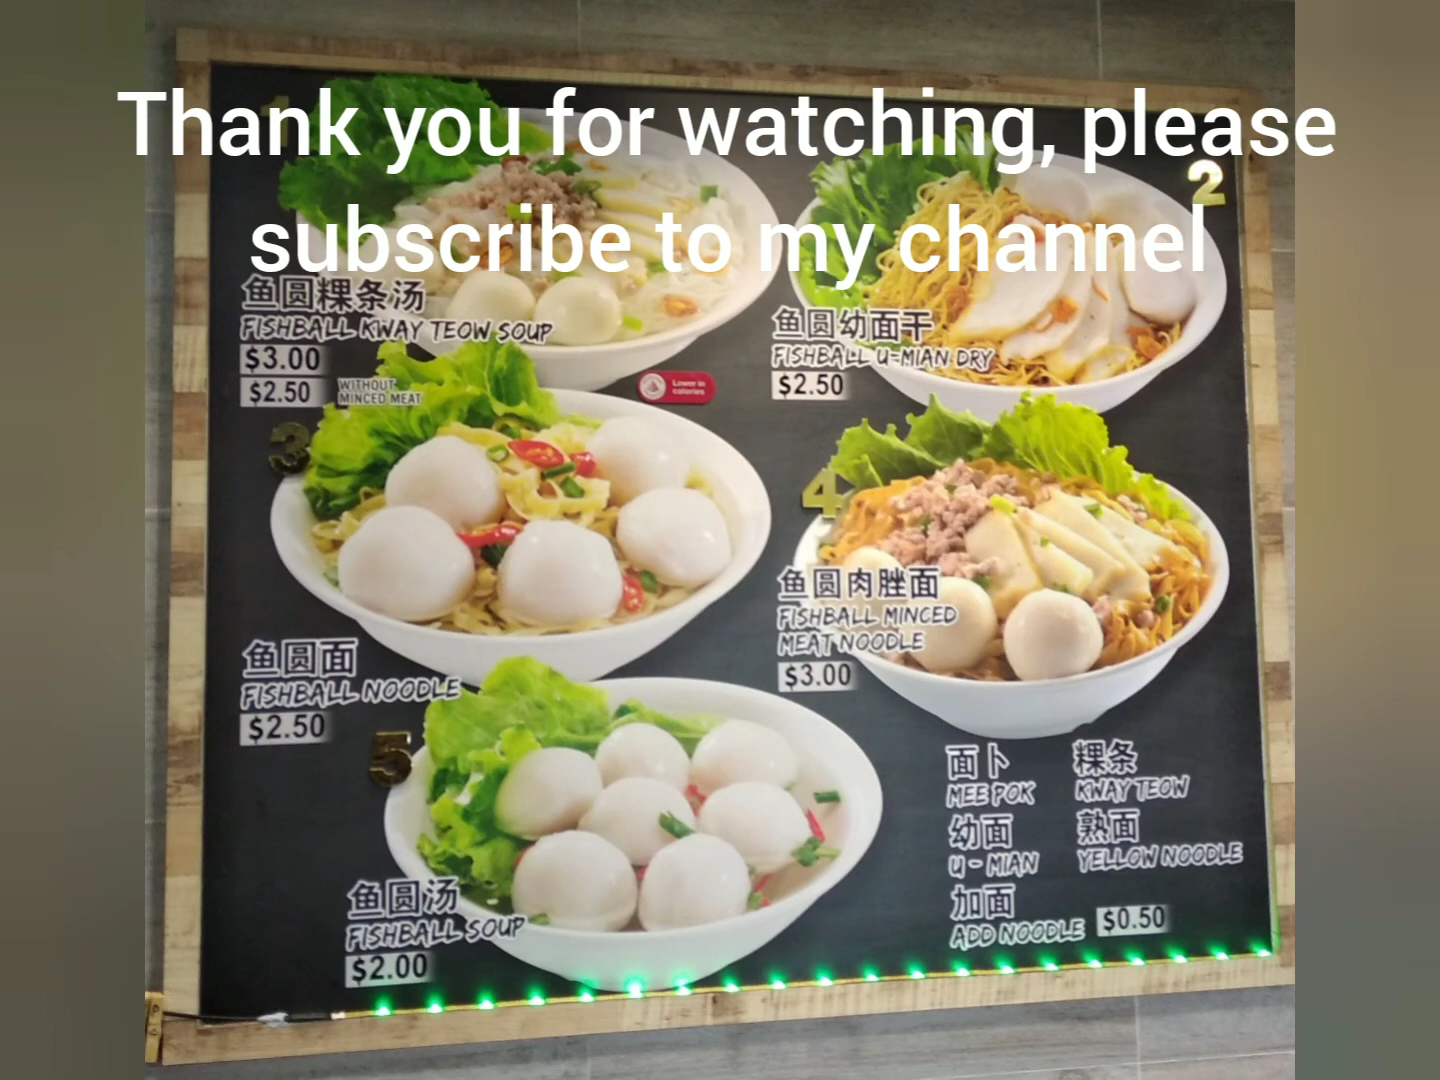 Thank you for watching, please
subscribe to my channel
1
鱼圆粿条汤
FISHBALL KWAY TEOW SOUP
$3.00
$2.50 WITHOUT MINCED MEAT
Lower in
calories
2
鱼圆幼面干
FISHBALL U-MIAN DRY
$2.50
3
鱼圆面
FISHBALL NOODLE
$2.50
4
鱼圆肉脞面
FISHBALL MINCED
MEAT NOODLE
$3.00
5
鱼圆汤
FISHBALL SOUP
$2.00
面卜
MEE POK
粿条
KWAY TEOW
幼面
U-MIAN
熟面
YELLOW NOODLE
加面
ADD NOODLE $0.50